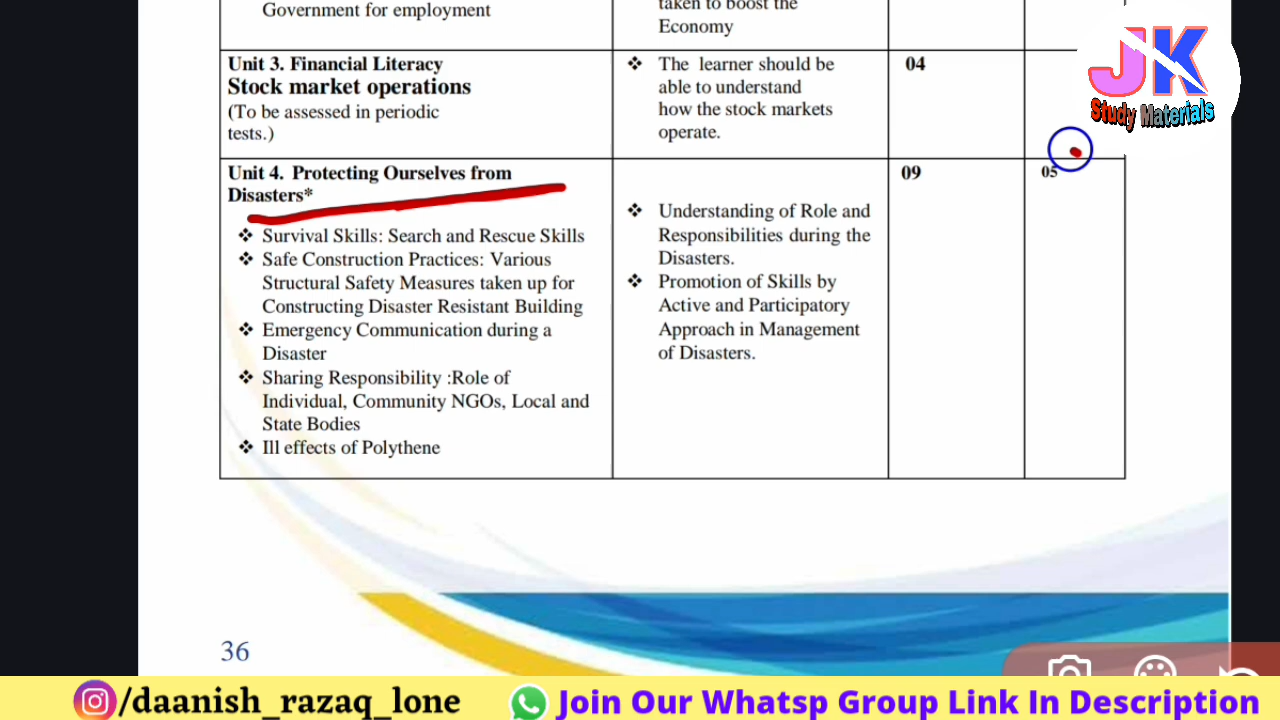 Government for employment
taken to boost the
Economy
Unit 3. Financial Literacy
Stock market operations
(To be assessed in periodic
tests.)
❖ The learner should be
able to understand
how the stock markets
operate.
04
JK
Study Materials
Unit 4. Protecting Ourselves from
Disasters*
❖ Survival Skills: Search and Rescue Skills
❖ Safe Construction Practices: Various
Structural Safety Measures taken up for
Constructing Disaster Resistant Building
❖ Emergency Communication during a
Disaster
❖ Sharing Responsibility :Role of
Individual, Community NGOs, Local and
State Bodies
❖ Ill effects of Polythene
❖ Understanding of Role and
Responsibilities during the
Disasters.
❖ Promotion of Skills by
Active and Participatory
Approach in Management
of Disasters.
09
05
36
/daanish_razaq_lone
Join Our Whatsp Group Link In Description